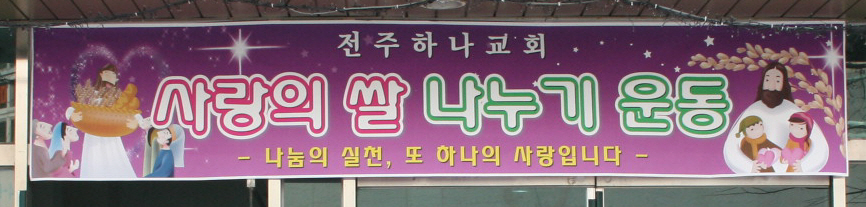 전주하나교회
사랑의 쌀 나누기 운동
- 나눔의 실천, 또 하나의 사랑입니다 -